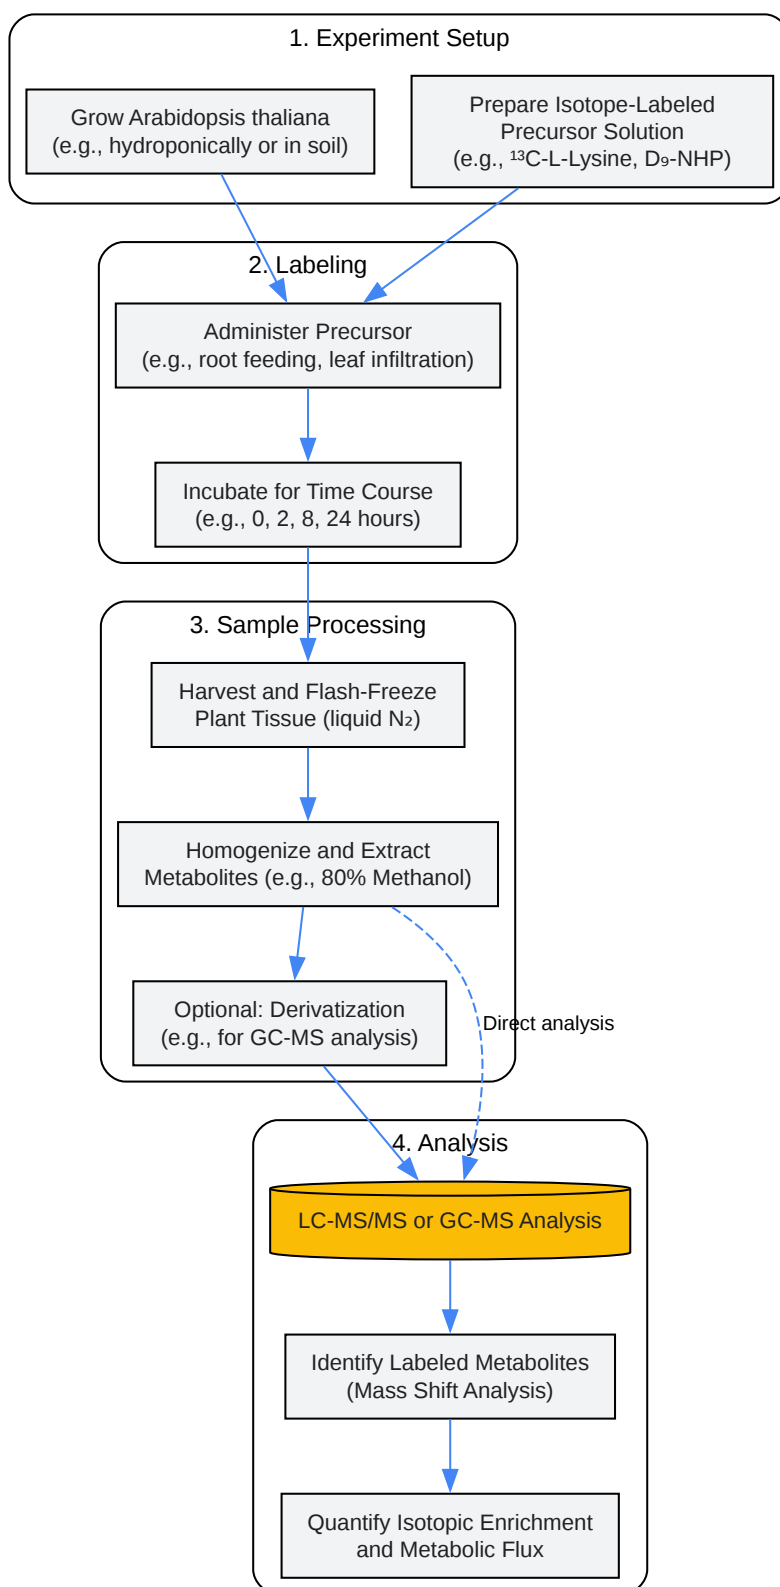 1. Experiment Setup
Grow Arabidopsis thaliana
(e.g., hydroponically or in soil)
Prepare Isotope-Labeled
Precursor Solution
(e.g., ¹³C-L-Lysine, D₉-NHP)
2. Labeling
Administer Precursor
(e.g., root feeding, leaf infiltration)
Incubate for Time Course
(e.g., 0, 2, 8, 24 hours)
3. Sample Processing
Harvest and Flash-Freeze
Plant Tissue (liquid N₂)
Homogenize and Extract
Metabolites (e.g., 80% Methanol)
Optional: Derivatization
(e.g., for GC-MS analysis)
Direct analysis
4. Analysis
LC-MS/MS or GC-MS Analysis
Identify Labeled Metabolites
(Mass Shift Analysis)
Quantify Isotopic Enrichment
and Metabolic Flux